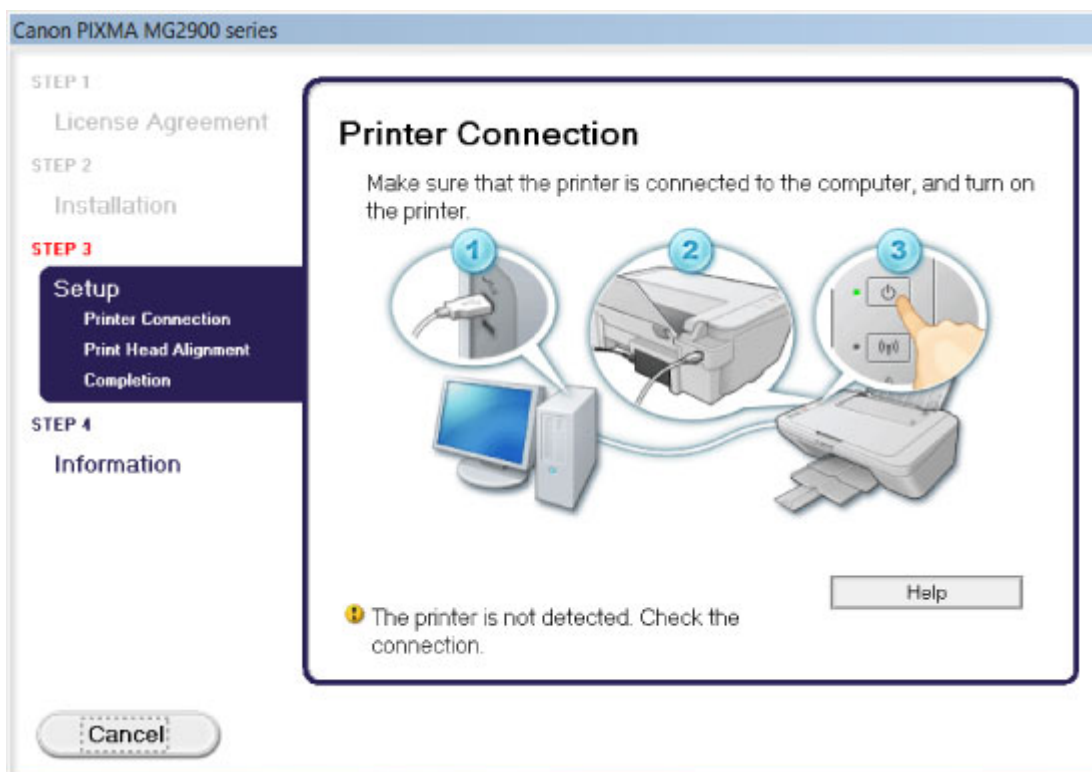 Canon PIXMA MG2900 series
STEP 1
License Agreement
STEP 2
Installation
STEP 3
Setup
Printer Connection
Print Head Alignment
Completion
STEP 4
Information
Printer Connection
Make sure that the printer is connected to the computer, and turn on
the printer.
1
2
3
Help
The printer is not detected. Check the
connection.
Cancel